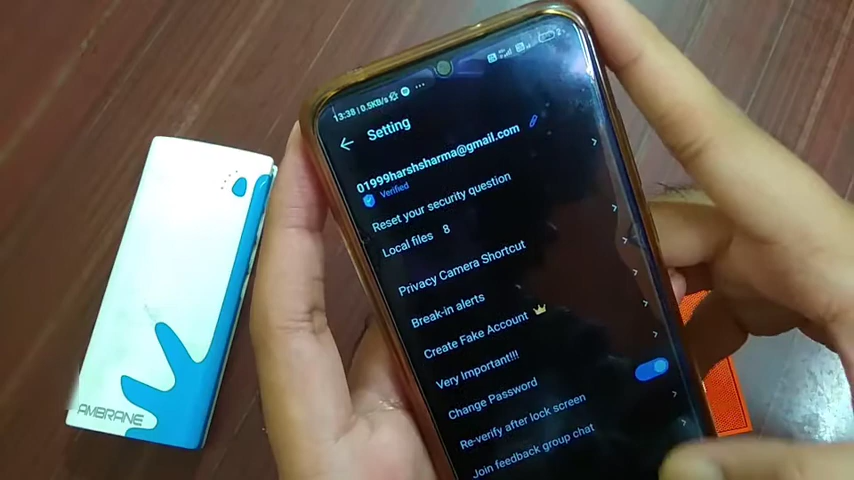 13:38 | 0.5KB/s
Setting
01999harshsharma@gmail.com
Verified
Reset your security question
Local files 8
Privacy Camera Shortcut
Break-in alerts
Create Fake Account
Very Important!!!
Change Password
Re-verify after lock screen
Join feedback group chat
AMBRANE